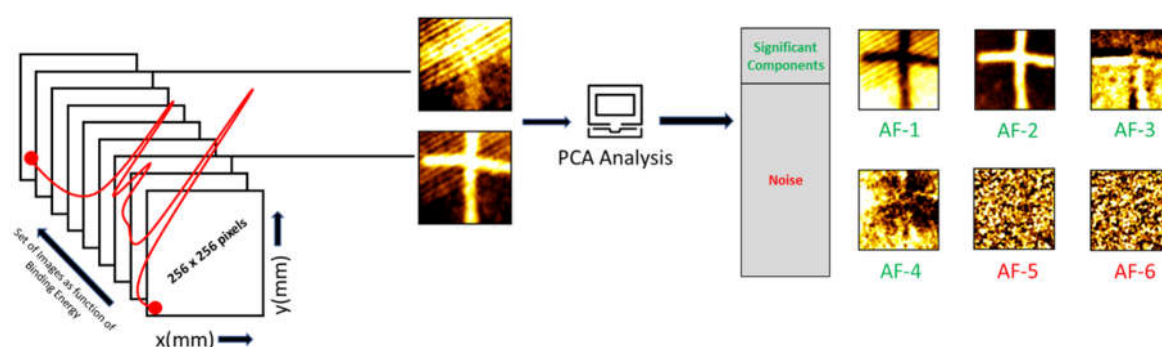 Set of Images as function of
Binding Energy
256 x 256 pixels
x(mm)
y(mm)
PCA Analysis
Significant
Components
Noise
AF-1
AF-2
AF-3
AF-4
AF-5
AF-6